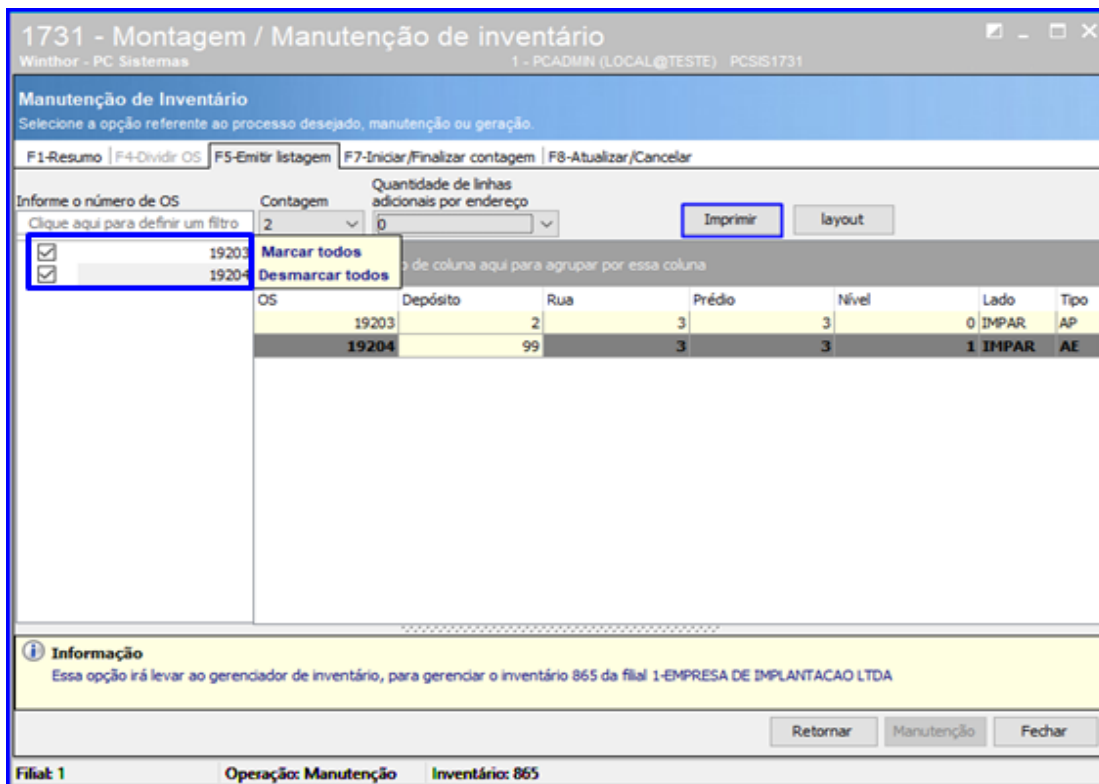 1731 - Montagem / Manutenção de inventário
Winthor - PC Sistemas 1 - PCADMIN (LOCAL@TESTE) PCSIS1731
Manutenção de Inventário
Selecione a opção referente ao processo desejado, manutenção ou geração.
F1-Resumo F4-Dividir OS F5-Emitir listagem F7-Iniciar/Finalizar contagem F8-Atualizar/Cancelar
Quantidade de linhas
Informe o número de OS Contagem adicionais por endereço
Clique aqui para definir um filtro 2 0 Imprimir layout
19203 Marcar todos
de coluna aqui para agrupar por essa coluna
19204 Desmarcar todos
OS Depósito Rua Prédio Nível Lado Tipo
19203 2 3 3 0 IMPAR AP
19204 99 3 3 1 IMPAR AE
Informação
Essa opção irá levar ao gerenciador de inventário, para gerenciar o inventário 865 da filial 1-EMPRESA DE IMPLANTACAO LTDA
Retornar Manutenção Fechar
Filial: 1 Operação: Manutenção Inventário: 865